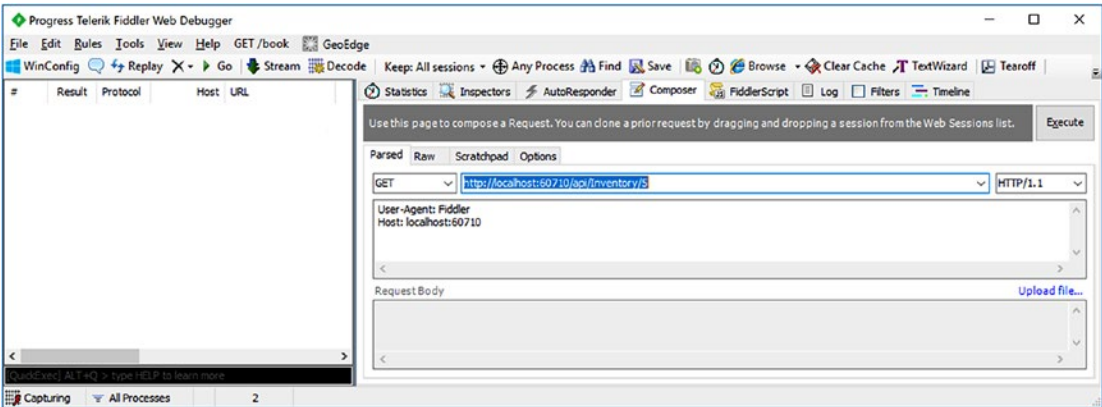 Progress Telerik Fiddler Web Debugger
File Edit Rules Tools View Help GET /book GeoEdge
WinConfig Replay X Go Stream Decode Keep: All sessions Any Process Find Save Browse Clear Cache TextWizard Tearoff
# Result Protocol Host URL
Statistics Inspectors AutoResponder Composer FiddlerScript Log Filters Timeline
Use this page to compose a Request. You can clone a prior request by dragging and dropping a session from the Web Sessions list.
Execute
Parsed Raw Scratchpad Options
GET http://localhost:60710/api/Inventory/5 HTTP/1.1
User-Agent: Fiddler
Host: localhost:60710
Request Body Upload file...
[QuickExec] ALT+Q > type HELP to learn more
Capturing All Processes 2